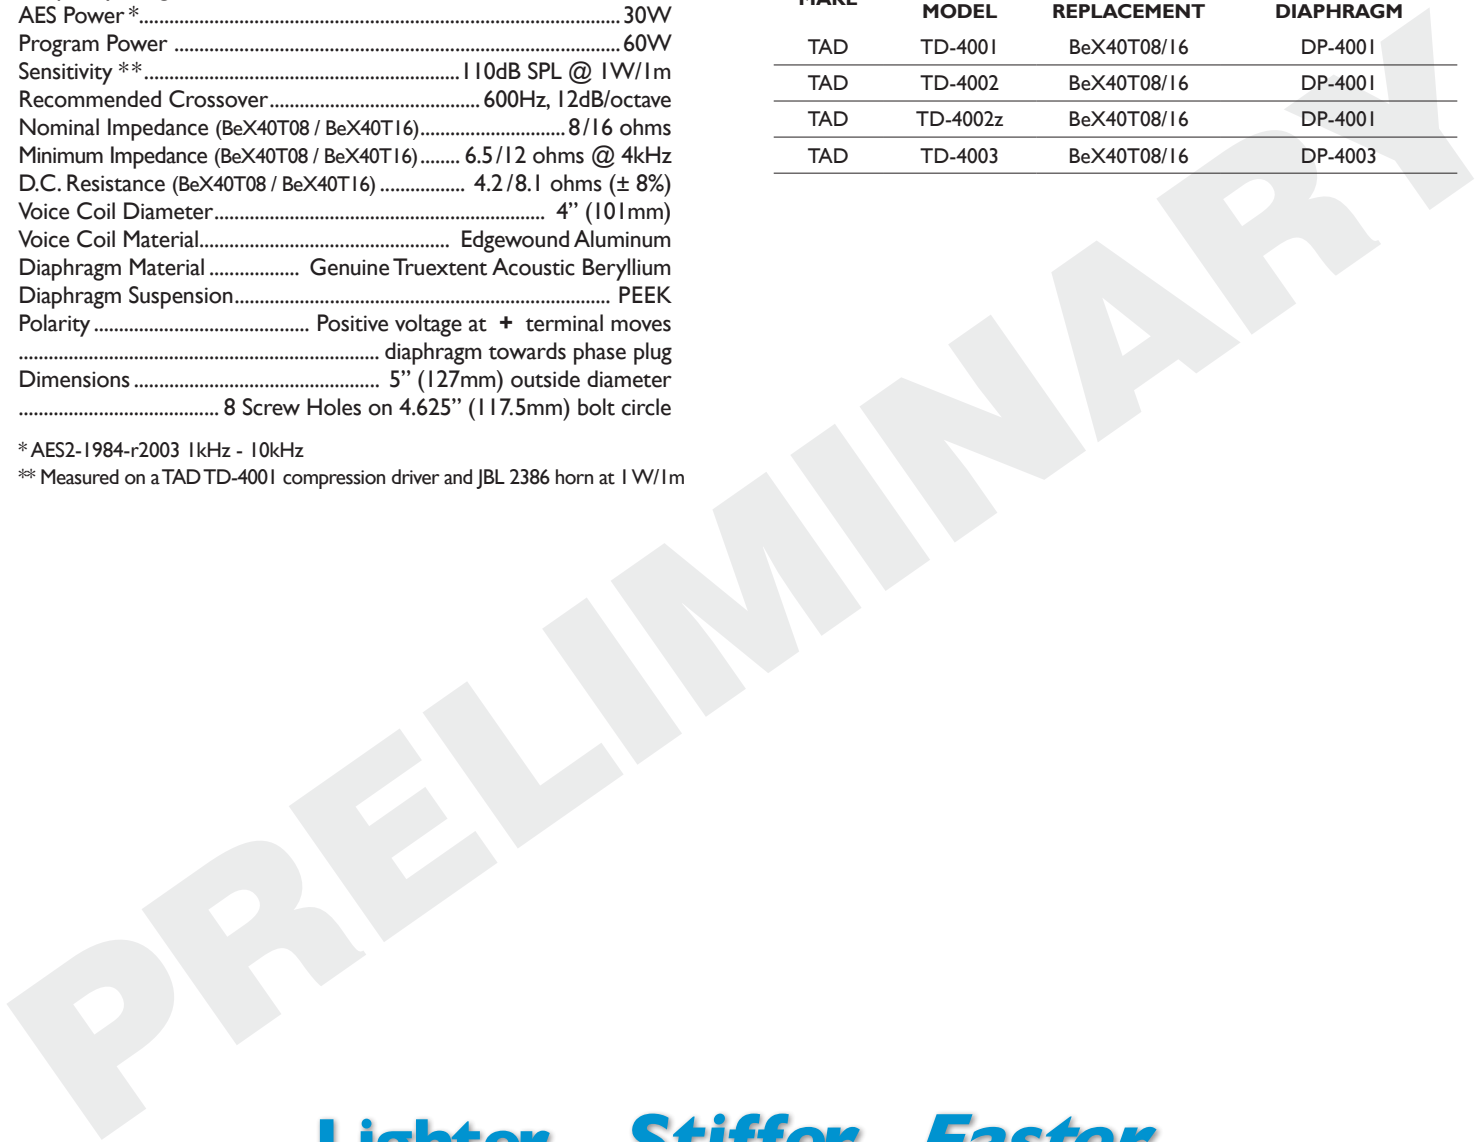 AES Power *....30W
Program Power ....60W
Sensitivity **....110dB SPL @ 1W/1m
Recommended Crossover....600Hz, 12dB/octave
Nominal Impedance (BeX40T08 / BeX40T16)....8/16 ohms
Minimum Impedance (BeX40T08 / BeX40T16)....6.5/12 ohms @ 4kHz
D.C. Resistance (BeX40T08 / BeX40T16) ....4.2/8.1 ohms (± 8%)
Voice Coil Diameter.... 4” (101mm)
Voice Coil Material.... Edgewound Aluminum
Diaphragm Material .... Genuine Truextent Acoustic Beryllium
Diaphragm Suspension.... PEEK
Polarity .... Positive voltage at + terminal moves
.... diaphragm towards phase plug
Dimensions .... 5” (127mm) outside diameter
.... 8 Screw Holes on 4.625” (117.5mm) bolt circle
* AES2-1984-r2003 1kHz - 10kHz
** Measured on a TAD TD-4001 compression driver and JBL 2386 horn at 1W/1m
MAKE MODEL REPLACEMENT DIAPHRAGM
TAD TD-4001 BeX40T08/16 DP-4001
TAD TD-4002 BeX40T08/16 DP-4001
TAD TD-4002z BeX40T08/16 DP-4001
TAD TD-4003 BeX40T08/16 DP-4003
PRELIMINARY
Lighter Stiffer Faster